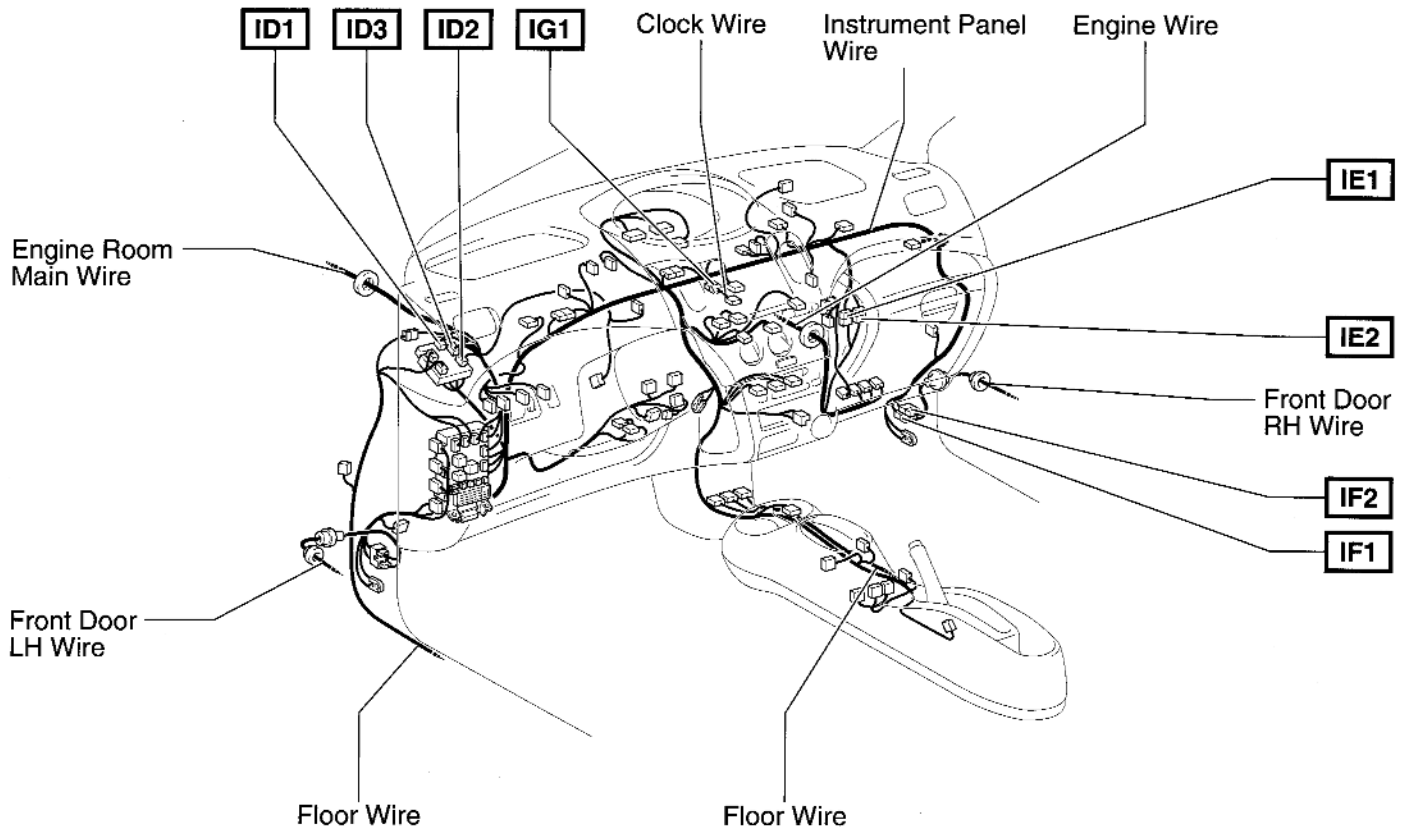 ID1
ID3
ID2
IG1
Clock Wire
Instrument Panel
Wire
Engine Wire
IE1
Engine Room
Main Wire
IE2
Front Door
RH Wire
IF2
IF1
Front Door
LH Wire
Floor Wire
Floor Wire